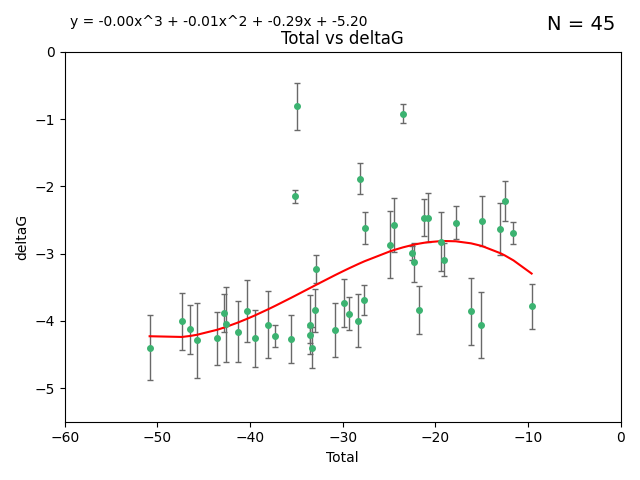 y = -0.00x^3 + -0.01x^2 + -0.29x + -5.20
N = 45
Total vs deltaG
0
−1
−2
−3
−4
−5
deltaG
−60 −50 −40 −30 −20 −10 0
Total